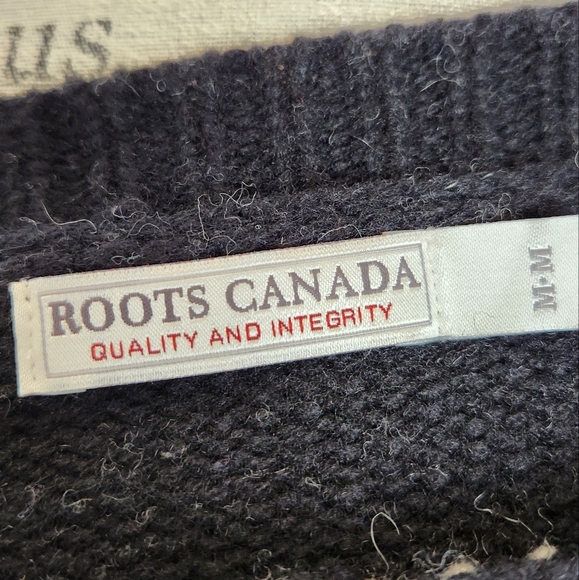 ROOTS CANADA
QUALITY AND INTEGRITY
M•M